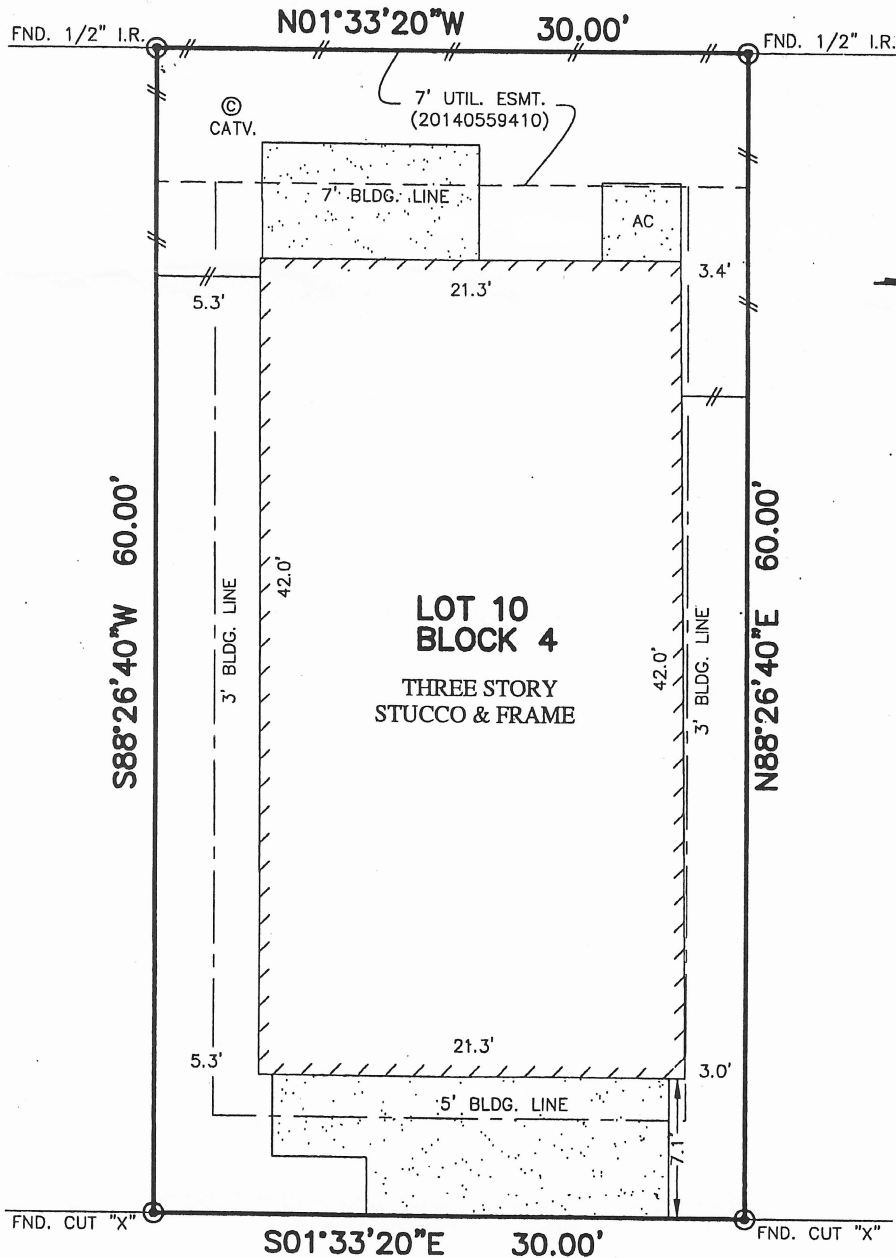 N01°33'20"W 30.00'
FND. 1/2" I.R.
FND. 1/2" I.R.
7' UTIL. ESMT.
(20140559410)
©
CATV.
7' BLDG. LINE
AC
3.4'
5.3'
21.3'
S88°26'40"W 60.00'
3' BLDG. LINE
42.0'
LOT 10
BLOCK 4
THREE STORY
STUCCO & FRAME
42.0'
3' BLDG. LINE
N88°26'40"E 60.00'
5.3'
21.3'
3.0'
5' BLDG. LINE
7.1'
FND. CUT "X"
FND. CUT "X"
S01°33'20"E 30.00'